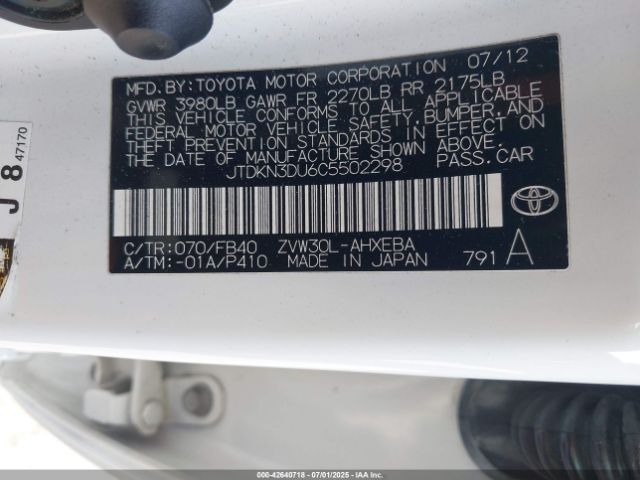 MFD.BY:TOYOTA MOTOR CORPORATION 07/12
GVWR 3980LB GAWR FR 2270LB RR 2175LB
THIS VEHICLE CONFORMS TO ALL APPLICABLE
FEDERAL MOTOR VEHICLE SAFETY,BUMPER,AND
THEFT PREVENTION STANDARDS IN EFFECT ON
THE DATE OF MANUFACTURE SHOWN ABOVE.
JTDKN3DU6C5502298 PASS.CAR
C/TR:070/FB40 ZVW30L-AHXEBA
A/TM:-01A/P410 MADE IN JAPAN 791 A
J 8 47170
000-42640718 - 07/01/2025 - IAAI.COM